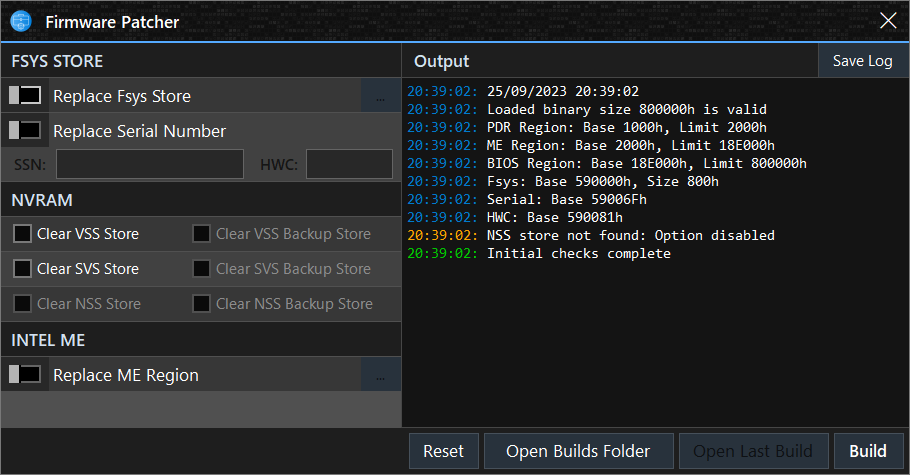 Firmware Patcher
FSYS STORE
Replace Fsys Store
...
Replace Serial Number
SSN:
HWC:
NVRAM
Clear VSS Store
Clear VSS Backup Store
Clear SVS Store
Clear SVS Backup Store
Clear NSS Store
Clear NSS Backup Store
INTEL ME
Replace ME Region
...
Output
Save Log
20:39:02: 25/09/2023 20:39:02
20:39:02: Loaded binary size 800000h is valid
20:39:02: PDR Region: Base 1000h, Limit 2000h
20:39:02: ME Region: Base 2000h, Limit 18E000h
20:39:02: BIOS Region: Base 18E000h, Limit 800000h
20:39:02: Fsys: Base 590000h, Size 800h
20:39:02: Serial: Base 59006Fh
20:39:02: HWC: Base 590081h
20:39:02: NSS store not found: Option disabled
20:39:02: Initial checks complete
Reset
Open Builds Folder
Open Last Build
Build